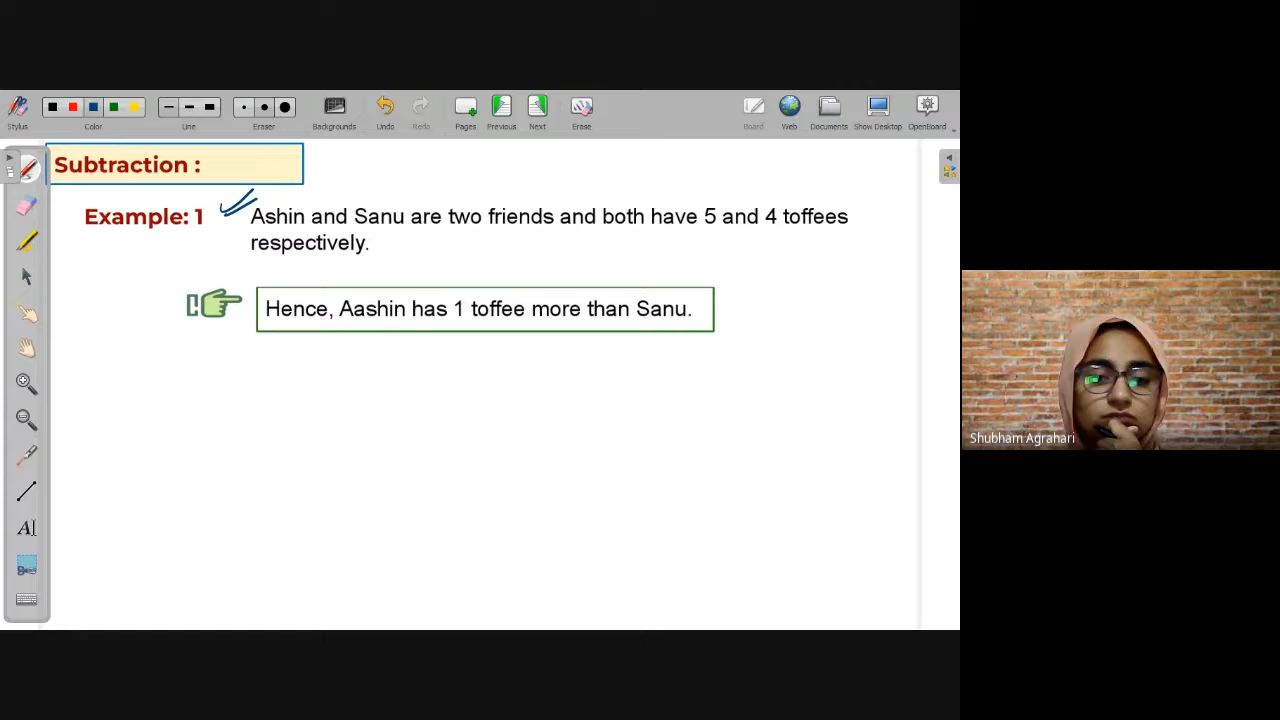 Stylus
Color
Line
Eraser
Backgrounds
Undo
Redo
Pages
Previous
Next
Erase
Board
Web
Documents
Show Desktop
OpenBoard
Subtraction :
Example: 1
Ashin and Sanu are two friends and both have 5 and 4 toffees
respectively.
Hence, Aashin has 1 toffee more than Sanu.
A
Shubham Agrahari